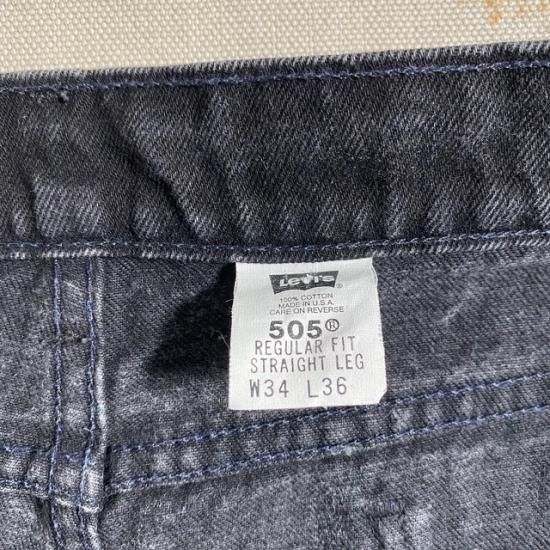 Levi's ®
100% COTTON
MADE IN U.S.A.
CARE ON REVERSE
505®
REGULAR FIT
STRAIGHT LEG
W34 L36